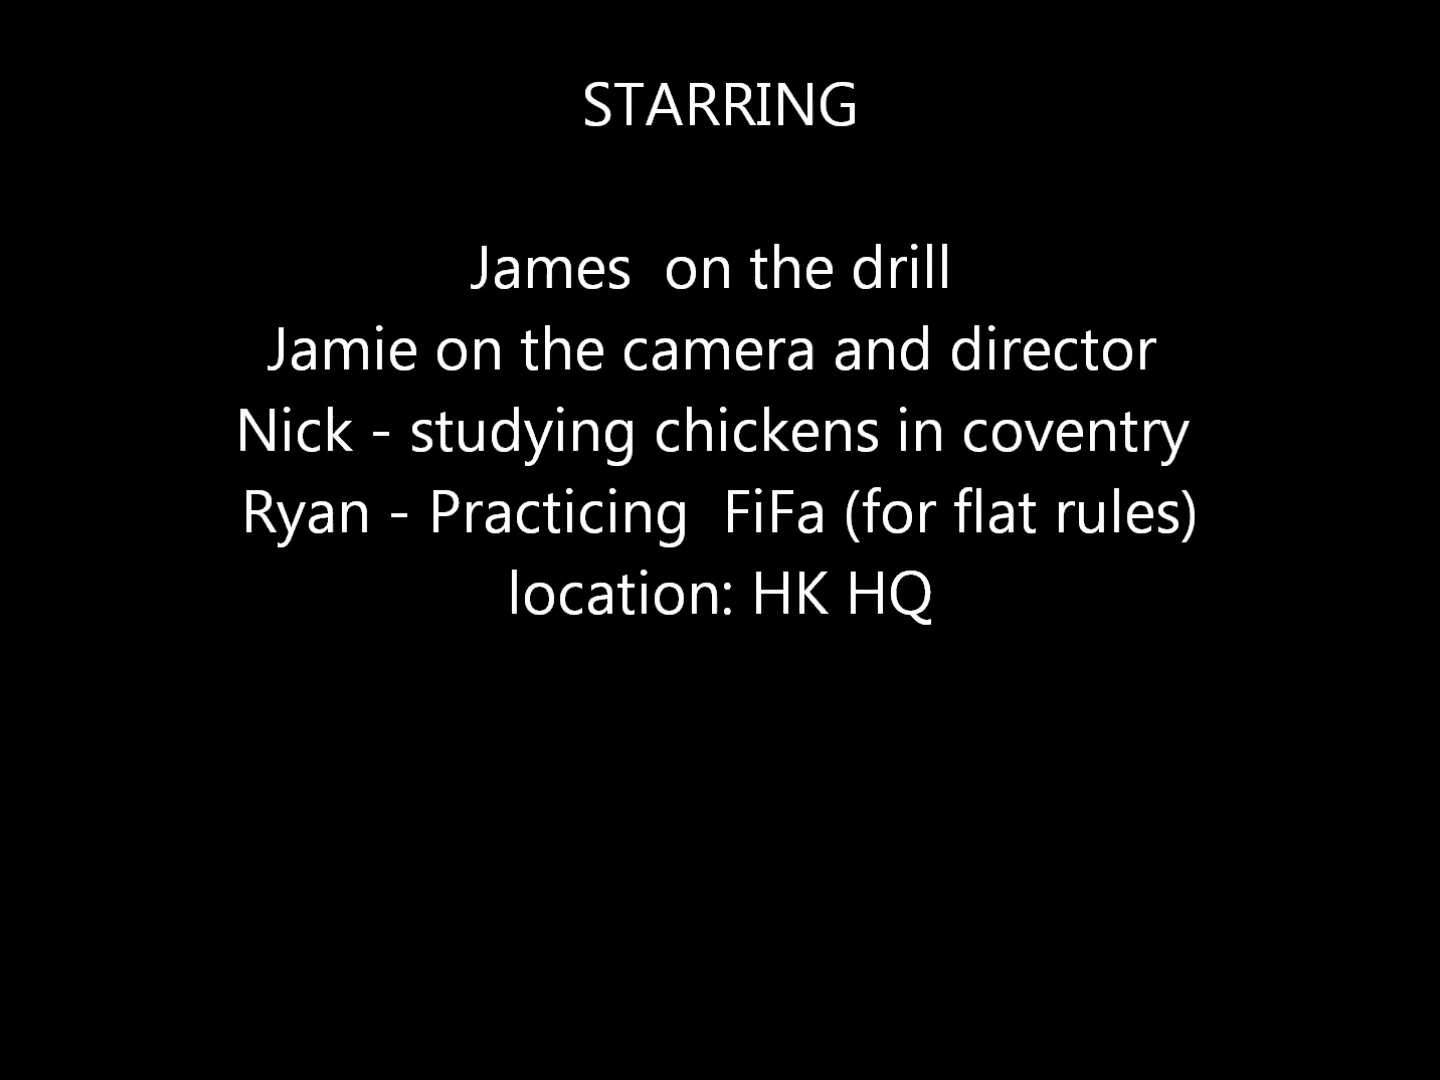 STARRING
James  on the drill
Jamie on the camera and director
Nick - studying chickens in coventry
Ryan - Practicing  FiFa (for flat rules)
location: HK HQ